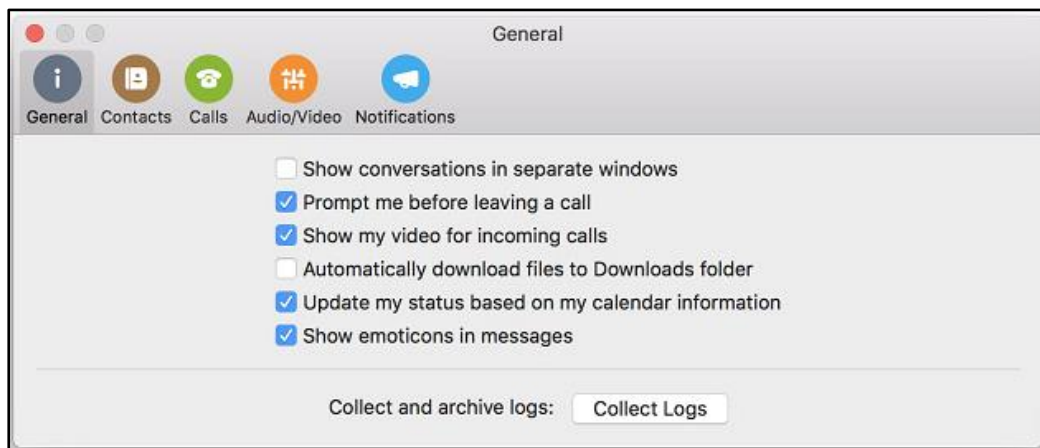 General
General Contacts Calls Audio/Video Notifications
Show conversations in separate windows
Prompt me before leaving a call
Show my video for incoming calls
Automatically download files to Downloads folder
Update my status based on my calendar information
Show emoticons in messages
Collect and archive logs: Collect Logs